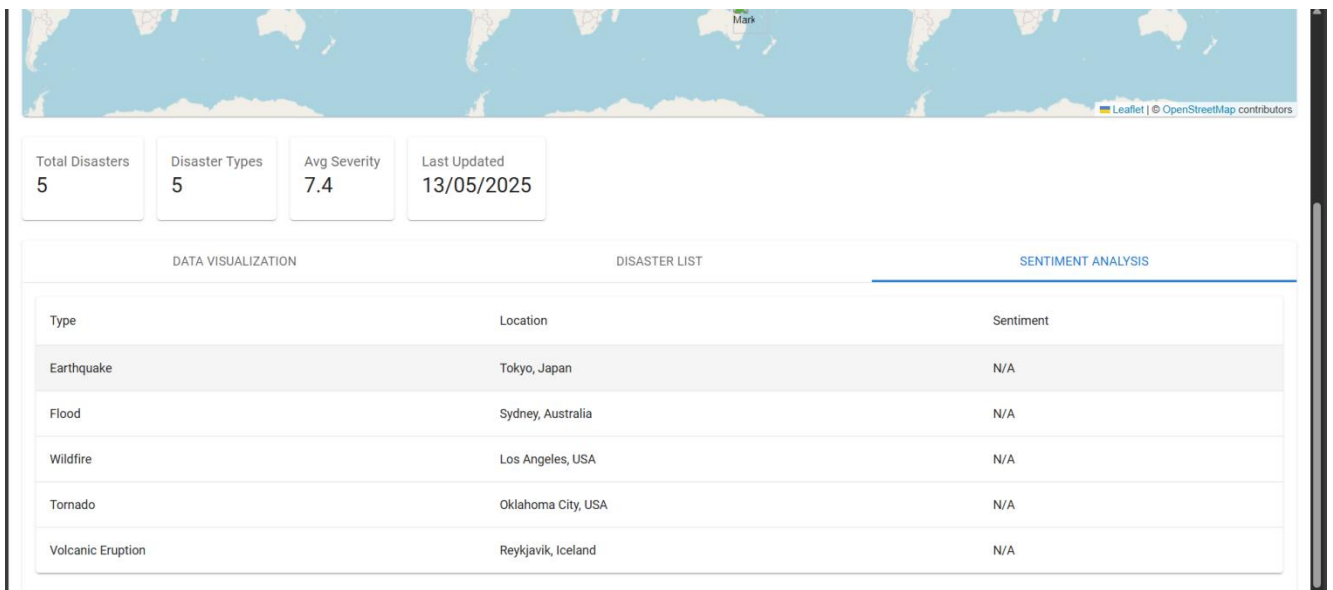 Mark
Leaflet | © OpenStreetMap contributors
Total Disasters
5
Disaster Types
5
Avg Severity
7.4
Last Updated
13/05/2025
DATA VISUALIZATION DISASTER LIST SENTIMENT ANALYSIS
Type Location Sentiment
Earthquake Tokyo, Japan N/A
Flood Sydney, Australia N/A
Wildfire Los Angeles, USA N/A
Tornado Oklahoma City, USA N/A
Volcanic Eruption Reykjavik, Iceland N/A